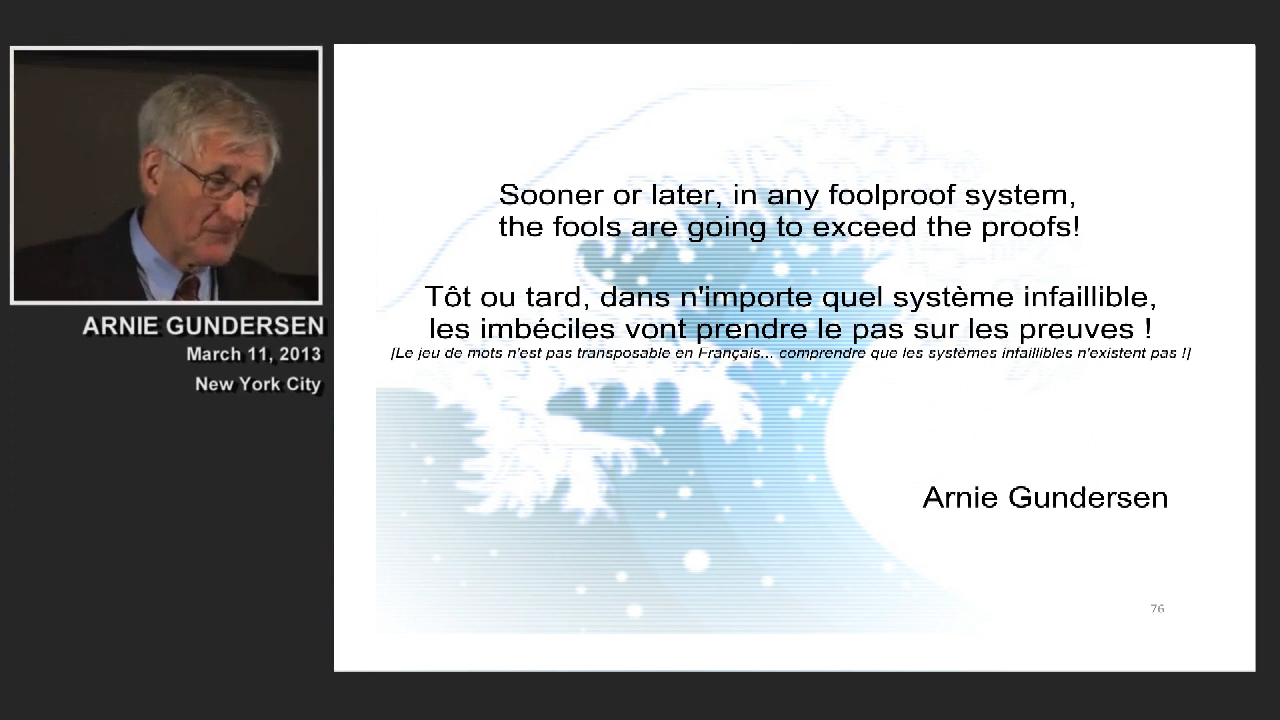 ARNIE GUNDERSEN
March 11, 2013
New York City
Sooner or later, in any foolproof system,
the fools are going to exceed the proofs!
Tôt ou tard, dans n'importe quel système infaillible,
les imbéciles vont prendre le pas sur les preuves !
[Le jeu de mots n'est pas transposable en Français... comprendre que les systèmes infaillibles n'existent pas !]
Arnie Gundersen
76